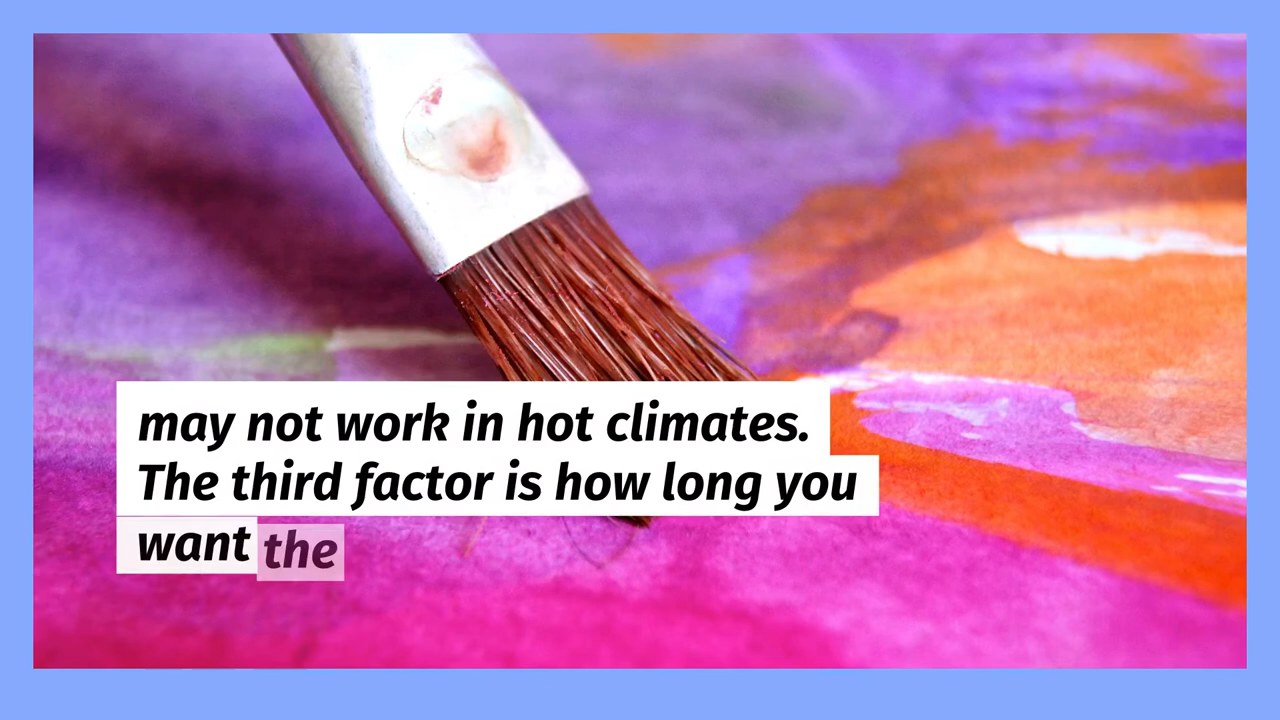 may not work in hot climates.
The third factor is how long you
want the